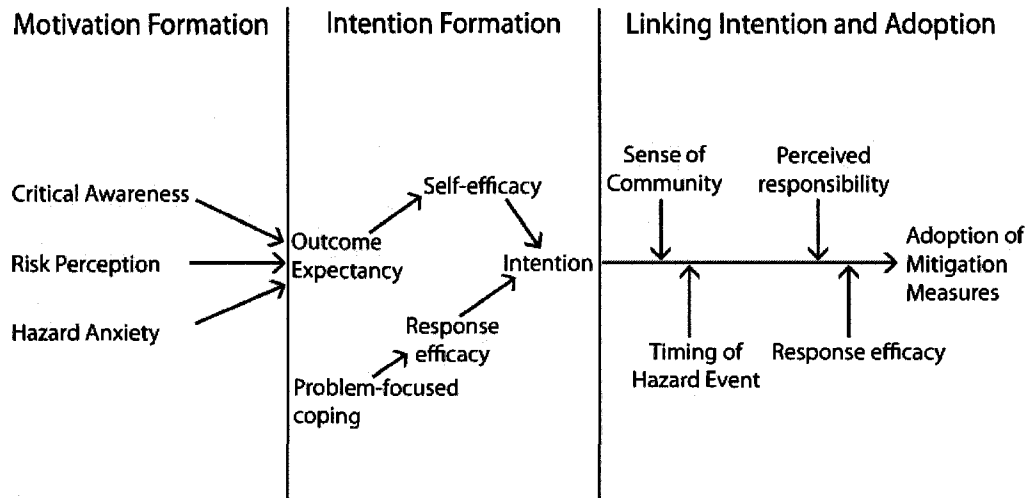 Motivation Formation
Intention Formation
Linking Intention and Adoption
Critical Awareness
Risk Perception
Hazard Anxiety
Outcome
Expectancy
Self-efficacy
Intention
Response
efficacy
Problem-focused
coping
Sense of
Community
Perceived
responsibility
Timing of
Hazard Event
Response efficacy
Adoption of
Mitigation
Measures